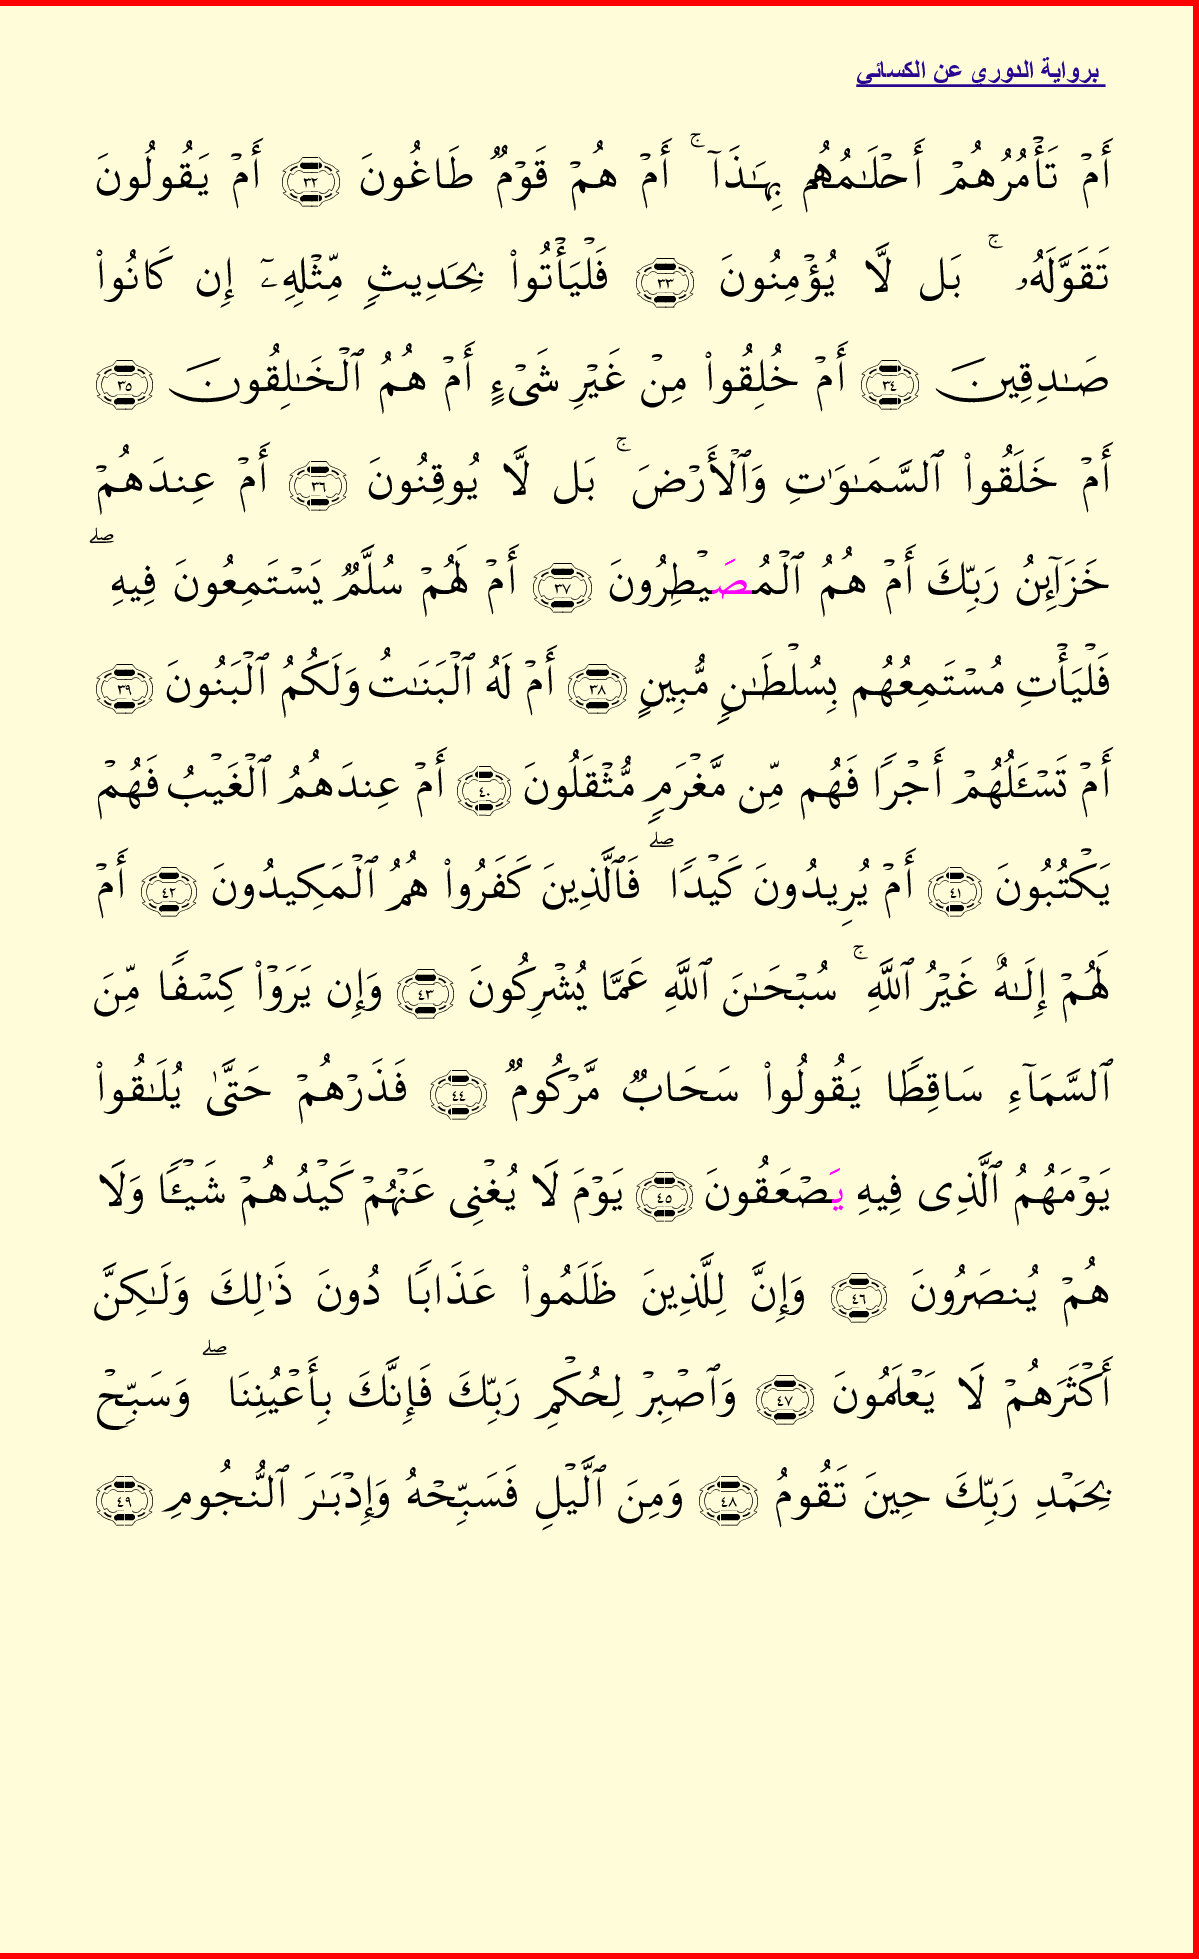 برواية الدوري عن الكسائي
أَمۡ تَأۡمُرُهُمۡ أَحۡلَـٰمُهُم بِهَـٰذَآ ۚ أَمۡ هُمۡ قَوۡمٌ طَاغُونَ ٣٢ أَمۡ يَقُولُونَ
تَقَوَّلَهُۥ ۚ بَل لَّا يُؤۡمِنُونَ ٣٣ فَلۡيَأۡتُواْ بِحَدِيثٍ مِّثۡلِهِۦٓ إِن كَانُواْ
صَـٰدِقِينَ ٣٤ أَمۡ خُلِقُواْ مِنۡ غَيۡرِ شَىۡءٍ أَمۡ هُمُ ٱلۡخَـٰلِقُونَ ٣٥
أَمۡ خَلَقُواْ ٱلسَّمَـٰوَٰتِ وَٱلۡأَرۡضَ ۚ بَل لَّا يُوقِنُونَ ٣٦ أَمۡ عِندَهُمۡ
خَزَآئِنُ رَبِّكَ أَمۡ هُمُ ٱلۡمُصَيۡطِرُونَ ٣٧ أَمۡ لَهُمۡ سُلَّمٌ يَسۡتَمِعُونَ فِيهِ ۖ
فَلۡيَأۡتِ مُسۡتَمِعُهُم بِسُلۡطَـٰنٍ مُّبِينٍ ٣٨ أَمۡ لَهُ ٱلۡبَنَـٰتُ وَلَكُمُ ٱلۡبَنُونَ ٣٩
أَمۡ تَسۡـَٔلُهُمۡ أَجۡرًا فَهُم مِّن مَّغۡرَمٍ مُّثۡقَلُونَ ٤٠ أَمۡ عِندَهُمُ ٱلۡغَيۡبُ فَهُمۡ
يَكۡتُبُونَ ٤١ أَمۡ يُرِيدُونَ كَيۡدًا ۖ فَٱلَّذِينَ كَفَرُواْ هُمُ ٱلۡمَكِيدُونَ ٤٢ أَمۡ
لَهُمۡ إِلَـٰهٌ غَيۡرُ ٱللَّهِ ۚ سُبۡحَـٰنَ ٱللَّهِ عَمَّا يُشۡرِكُونَ ٤٣ وَإِن يَرَوۡاْ كِسۡفًا مِّنَ
ٱلسَّمَآءِ سَاقِطًا يَقُولُواْ سَحَابٌ مَّرۡكُومٌ ٤٤ فَذَرۡهُمۡ حَتَّىٰ يُلَـٰقُواْ
يَوۡمَهُمُ ٱلَّذِى فِيهِ يَصۡعَقُونَ ٤٥ يَوۡمَ لَا يُغۡنِى عَنۡهُمۡ كَيۡدُهُمۡ شَيۡـًٔا وَلَا
هُمۡ يُنصَرُونَ ٤٦ وَإِنَّ لِلَّذِينَ ظَلَمُواْ عَذَابًا دُونَ ذَٰلِكَ وَلَـٰكِنَّ
أَكۡثَرَهُمۡ لَا يَعۡلَمُونَ ٤٧ وَٱصۡبِرۡ لِحُكۡمِ رَبِّكَ فَإِنَّكَ بِأَعۡيُنِنَا ۖ وَسَبِّحۡ
بِحَمۡدِ رَبِّكَ حِينَ تَقُومُ ٤٨ وَمِنَ ٱلَّيۡلِ فَسَبِّحۡهُ وَإِدۡبَـٰرَ ٱلنُّجُومِ ٤٩